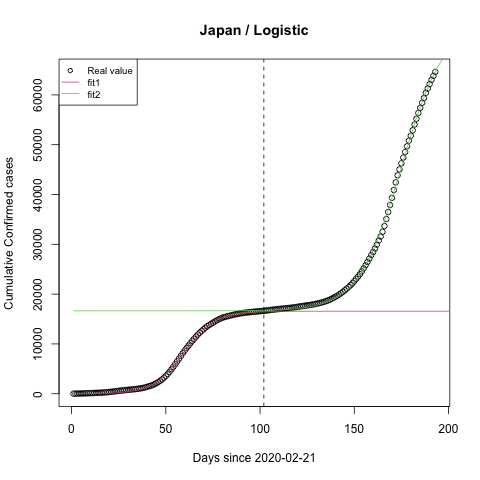 Japan / Logistic
Real value
fit1
fit2
Cumulative Confirmed cases
60000
50000
40000
30000
20000
10000
0
0 50 100 150 200
Days since 2020-02-21